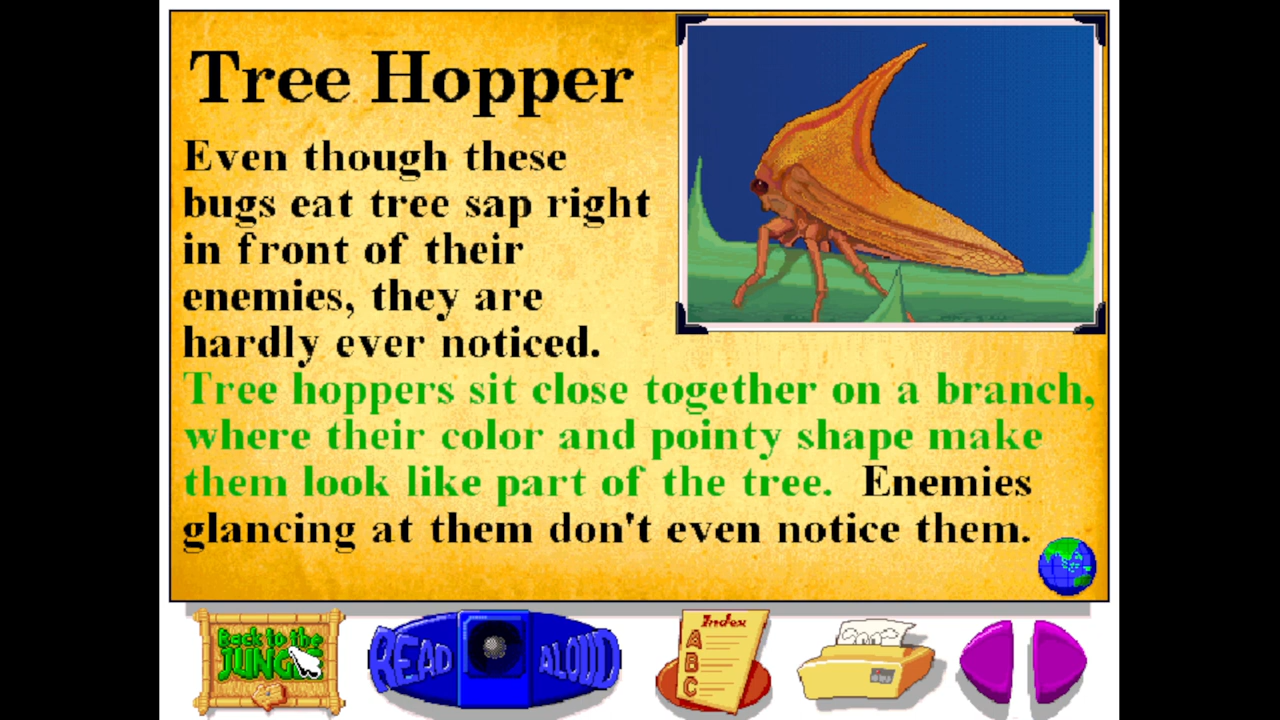 Tree Hopper
Even though these
bugs eat tree sap right
in front of their
enemies, they are
hardly ever noticed.
Tree hoppers sit close together on a branch,
where their color and pointy shape make
them look like part of the tree. Enemies
glancing at them don't even notice them.
Back to the
JUNGLE
READ ALOUD
Index
A
B
C